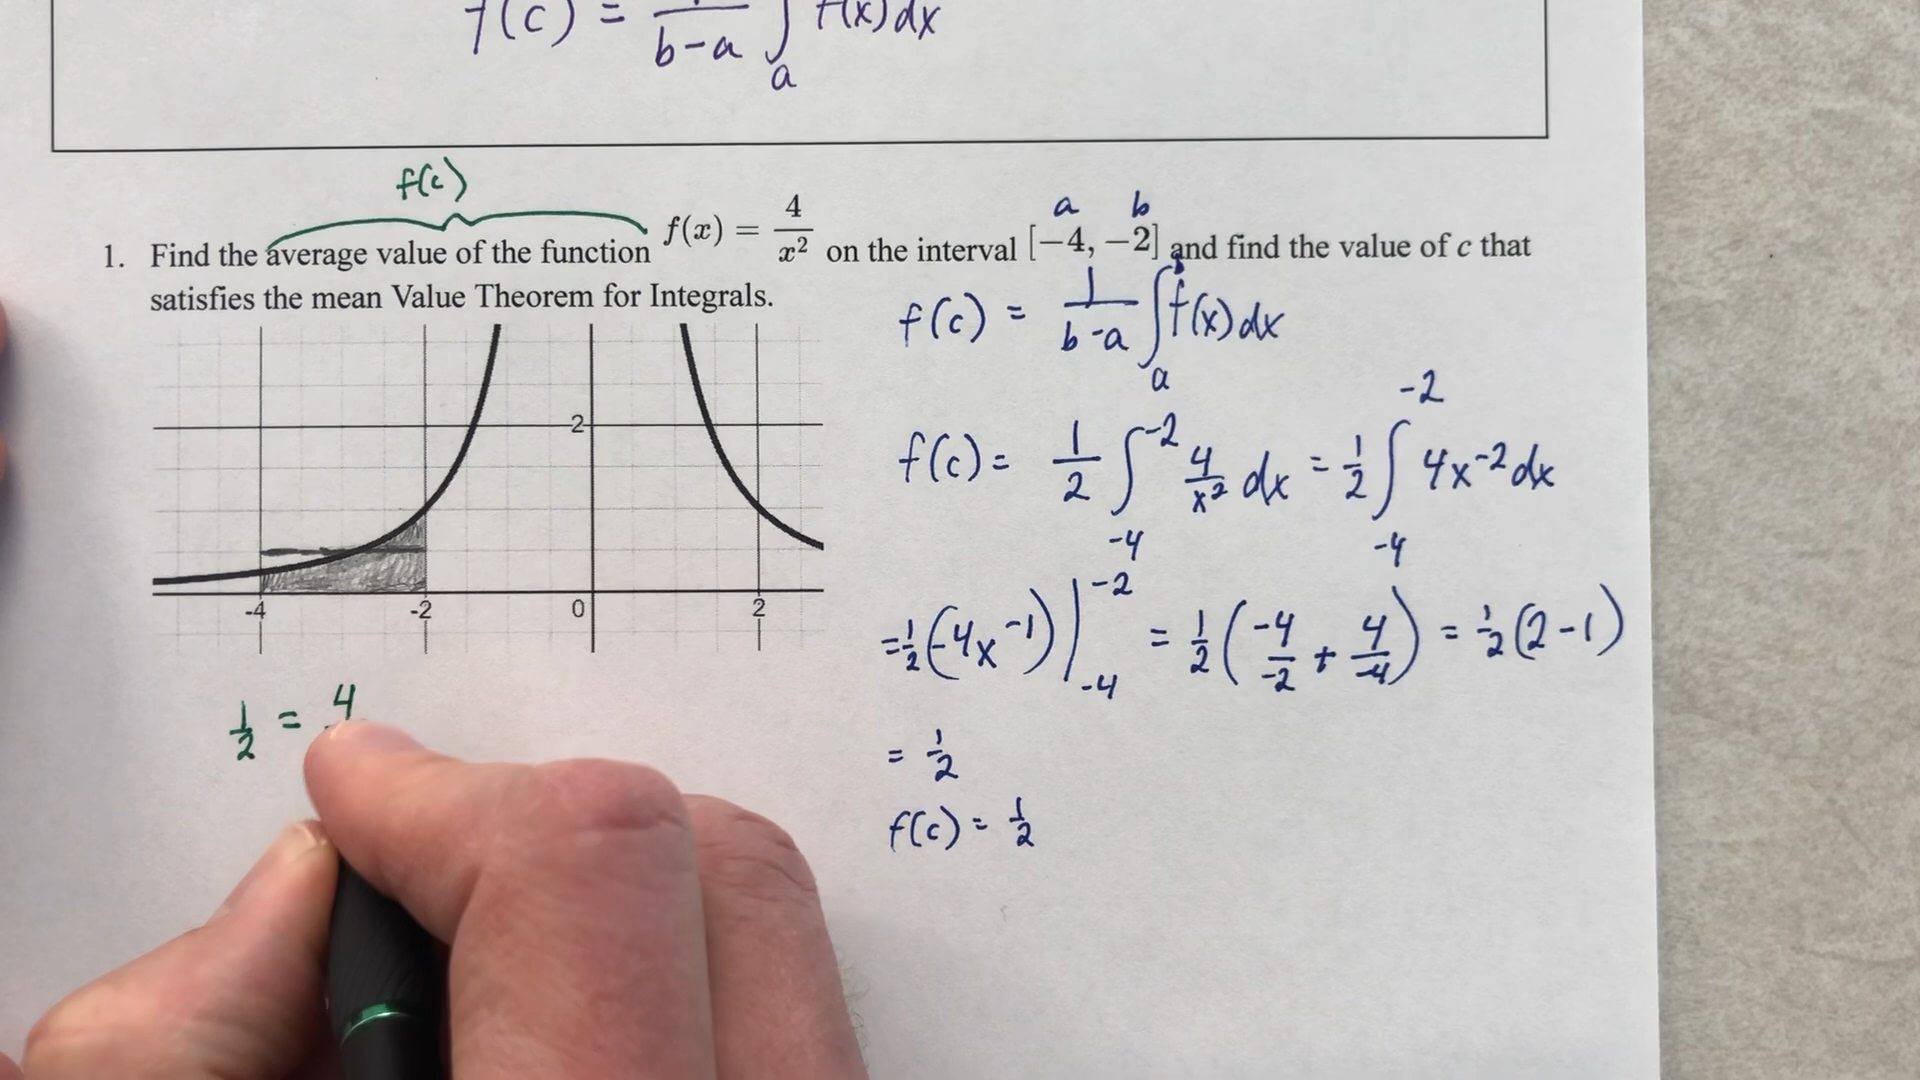 f(c) = 1/(b-a) ∫_a f(x)dx
f(c)
a b
1. Find the average value of the function f(x) = 4/x² on the interval [−4, −2] and find the value of c that
satisfies the mean Value Theorem for Integrals.
f(c) = 1/(b-a) ∫_a^b f(x)dx
2
-4 -2 0 2
f(c) = 1/2 ∫_-4^-2 4/x² dx = 1/2 ∫_-4^-2 4x^-2 dx
= 1/2 (-4x^-1) |_-4^-2 = 1/2 (-4/-2 + 4/-4) = 1/2 (2-1)
1/2 = 4
= 1/2
f(c) = 1/2